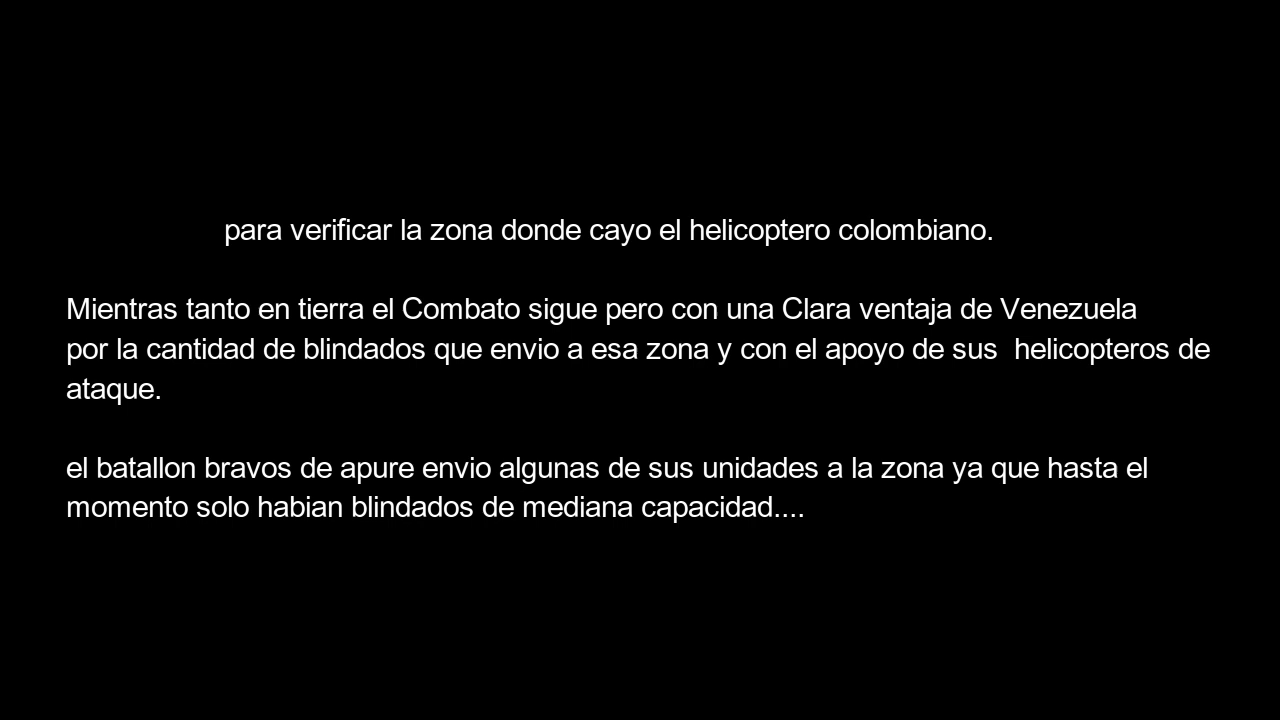 para verificar la zona donde cayo el helicoptero colombiano.
Mientras tanto en tierra el Combato sigue pero con una Clara ventaja de Venezuela
por la cantidad de blindados que envio a esa zona y con el apoyo de sus  helicopteros de
ataque.
el batallon bravos de apure envio algunas de sus unidades a la zona ya que hasta el
momento solo habian blindados de mediana capacidad....